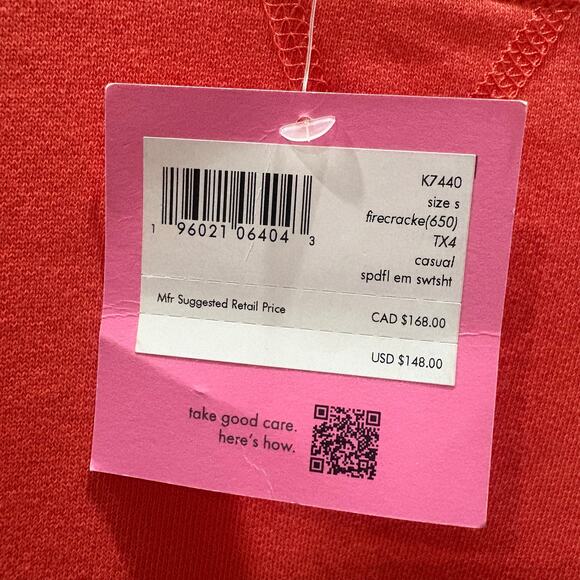 K7440
size s
firecracke(650)
TX4
casual
spdfl em swtsht
1 96021 06404 3
Mfr Suggested Retail Price CAD $168.00
USD $148.00
take good care.
here's how.